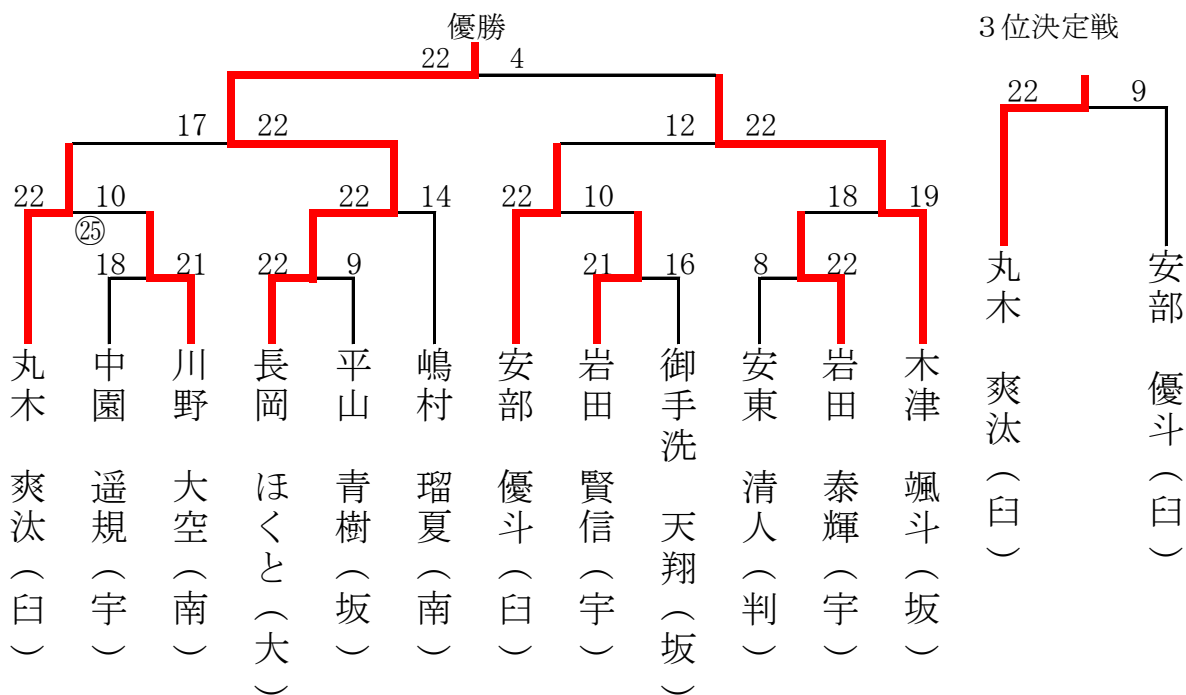 優勝
３位決定戦
22 4
22 9
17 22
12 22
22 10
22 14
22 10
18 19
㉕
18 21
22 9
21 16
8 22
丸木 爽汰（臼）
中園 遥規（宇）
川野 大空（南）
長岡 ほくと（大）
平山 青樹（坂）
嶋村 瑠夏（南）
安部 優斗（臼）
岩田 賢信（宇）
御手洗 天翔（坂）
安東 清人（判）
岩田 泰輝（宇）
木津 颯斗（坂）
丸木 爽汰（臼）
安部 優斗（臼）